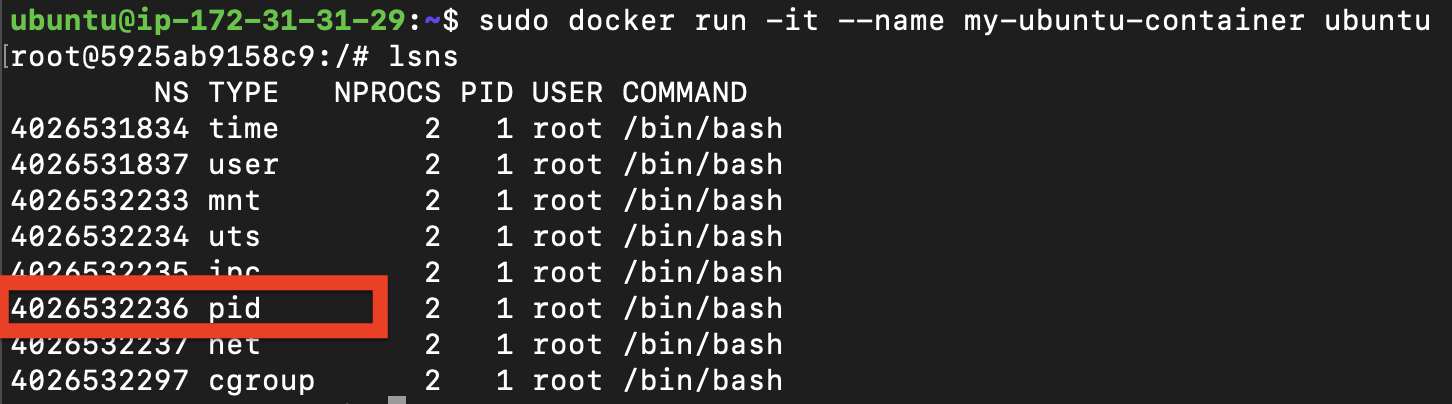 ubuntu@ip-172-31-31-29:~$ sudo docker run -it --name my-ubuntu-container ubuntu
[root@5925ab9158c9:/# lsns
        NS TYPE   NPROCS PID USER COMMAND
4026531834 time        2   1 root /bin/bash
4026531837 user        2   1 root /bin/bash
4026532233 mnt         2   1 root /bin/bash
4026532234 uts         2   1 root /bin/bash
4026532235 ipc         2   1 root /bin/bash
4026532236 pid         2   1 root /bin/bash
4026532237 net         2   1 root /bin/bash
4026532297 cgroup      2   1 root /bin/bash